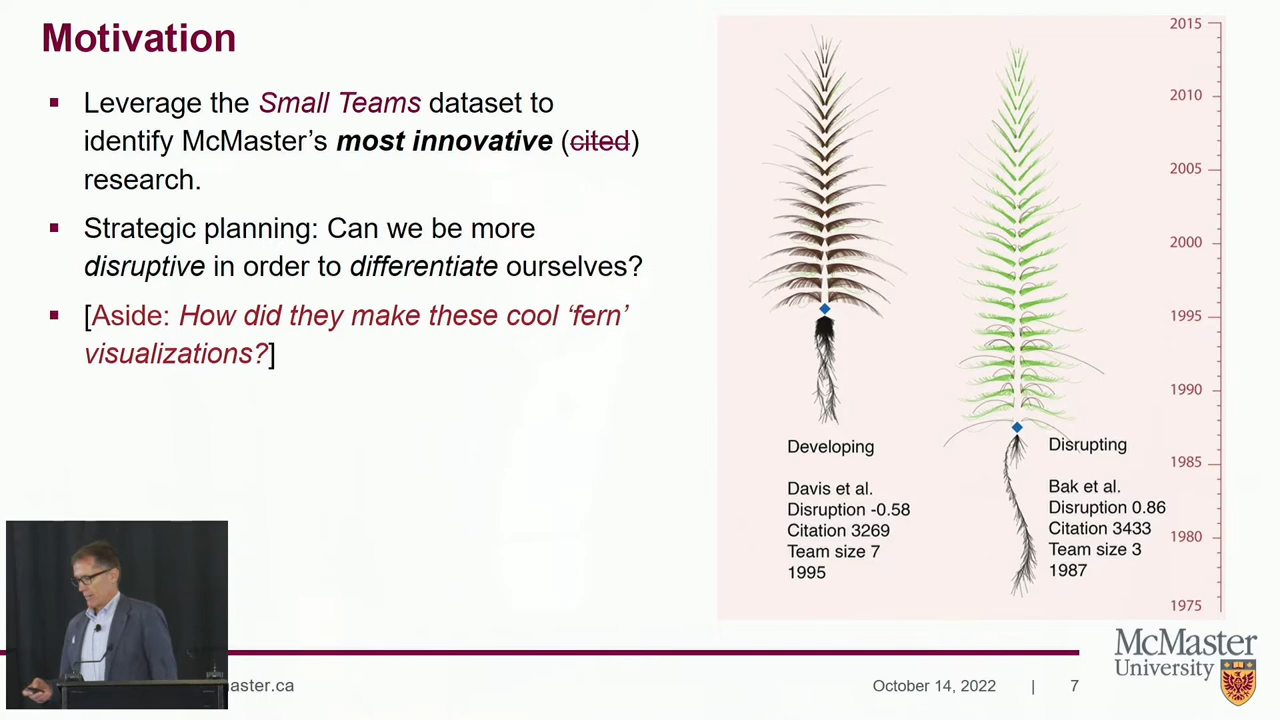 Motivation
▪ Leverage the Small Teams dataset to
identify McMaster's most innovative (cited)
research.
▪ Strategic planning: Can we be more
disruptive in order to differentiate ourselves?
▪ [Aside: How did they make these cool 'fern'
visualizations?]
2015
2010
2005
2000
1995
1990
1985
1980
1975
Developing
Davis et al.
Disruption -0.58
Citation 3269
Team size 7
1995
Disrupting
Bak et al.
Disruption 0.86
Citation 3433
Team size 3
1987
master.ca
October 14, 2022 | 7
McMaster
University